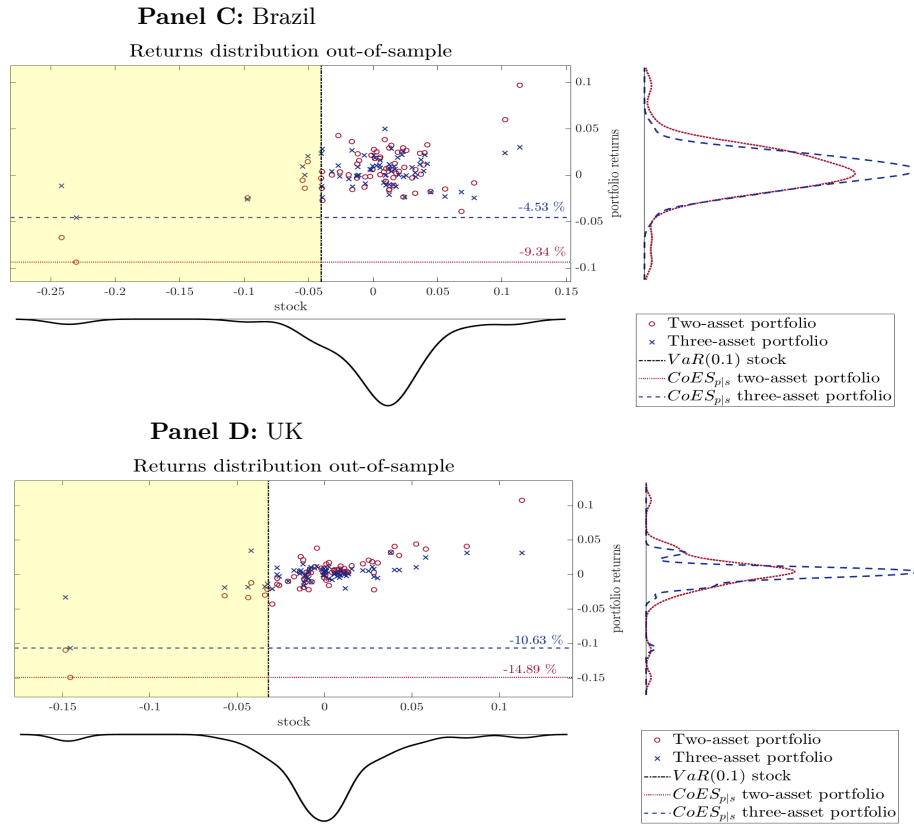 Panel C: Brazil
Returns distribution out-of-sample
0.1
0.05
0
-0.05
-0.1
portfolio returns
-4.53 %
-9.34 %
-0.25 -0.2 -0.15 -0.1 -0.05 0 0.05 0.1 0.15
stock
Two-asset portfolio
Three-asset portfolio
VaR(0.1) stock
CoES_{p|s} two-asset portfolio
CoES_{p|s} three-asset portfolio
Panel D: UK
Returns distribution out-of-sample
0.1
0.05
0
-0.05
-0.1
-0.15
portfolio returns
-10.63 %
-14.89 %
-0.15 -0.1 -0.05 0 0.05 0.1
stock
Two-asset portfolio
Three-asset portfolio
VaR(0.1) stock
CoES_{p|s} two-asset portfolio
CoES_{p|s} three-asset portfolio